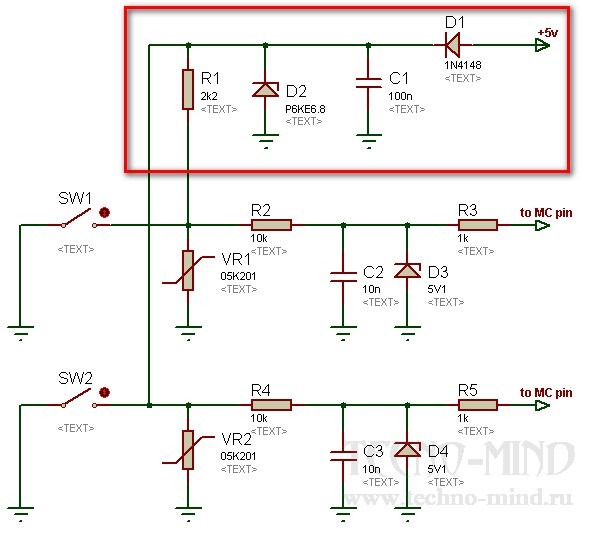 D1
+5v
1N4148
<TEXT>
R1
2k2
<TEXT>
D2
P6KE6.8
<TEXT>
C1
100n
<TEXT>
SW1
<TEXT>
R2
10k
<TEXT>
R3
1k
<TEXT>
to MC pin
VR1
05K201
<TEXT>
C2
10n
<TEXT>
D3
5V1
<TEXT>
SW2
<TEXT>
R4
10k
<TEXT>
R5
1k
<TEXT>
to MC pin
VR2
05K201
<TEXT>
C3
10n
<TEXT>
D4
5V1
<TEXT>
TECNO-MIND
www.techno-mind.ru